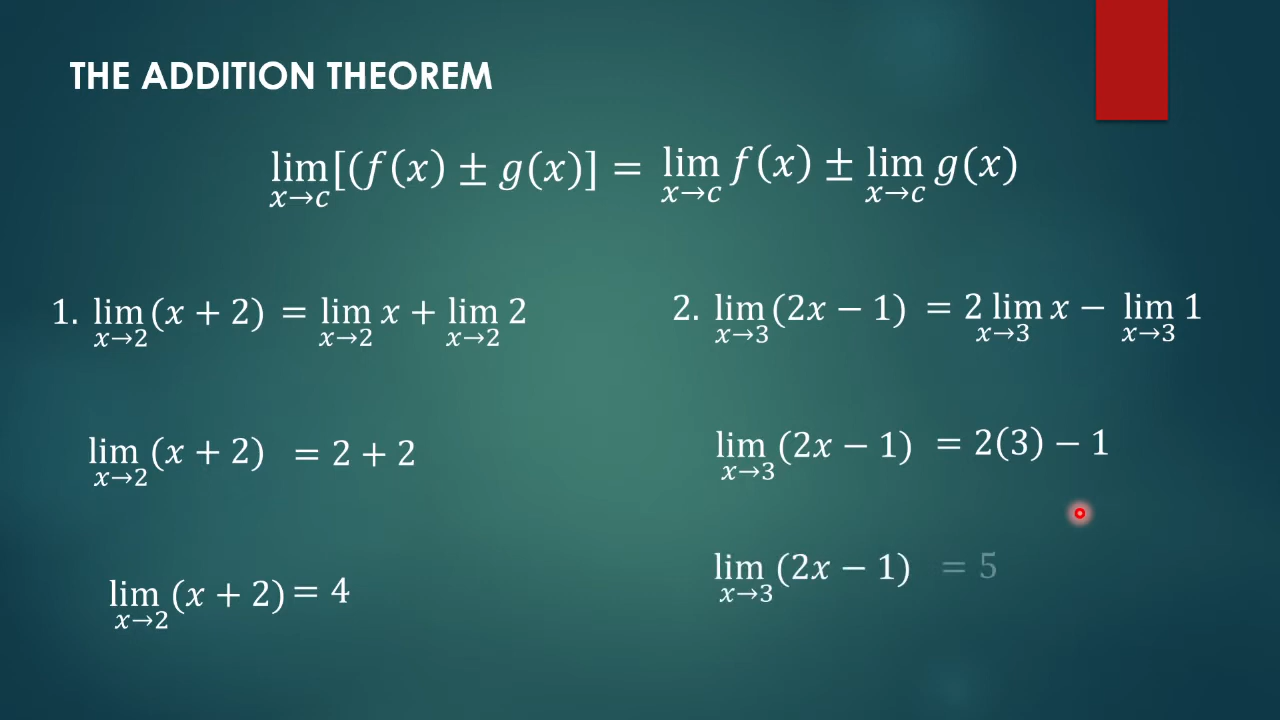 THE ADDITION THEOREM
lim x→c [(f(x) ± g(x)] = lim x→c f(x) ± lim x→c g(x)
1. lim x→2 (x + 2) = lim x→2 x + lim x→2 2
lim x→2 (x + 2) = 2 + 2
lim x→2 (x + 2) = 4
2. lim x→3 (2x − 1) = 2 lim x→3 x − lim x→3 1
lim x→3 (2x − 1) = 2(3) − 1
lim x→3 (2x − 1) = 5